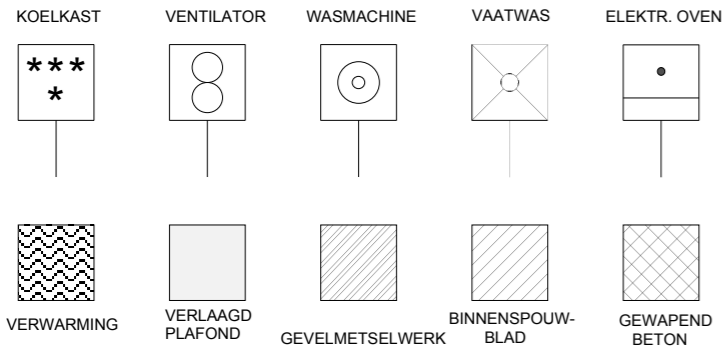 KOELKAST
VENTILATOR
WASMACHINE
VAATWAS
ELEKTR. OVEN
***
*
VERWARMING
VERLAAGD
PLAFOND
GEVELMETSELWERK
BINNENSPOUW-
BLAD
GEWAPEND
BETON